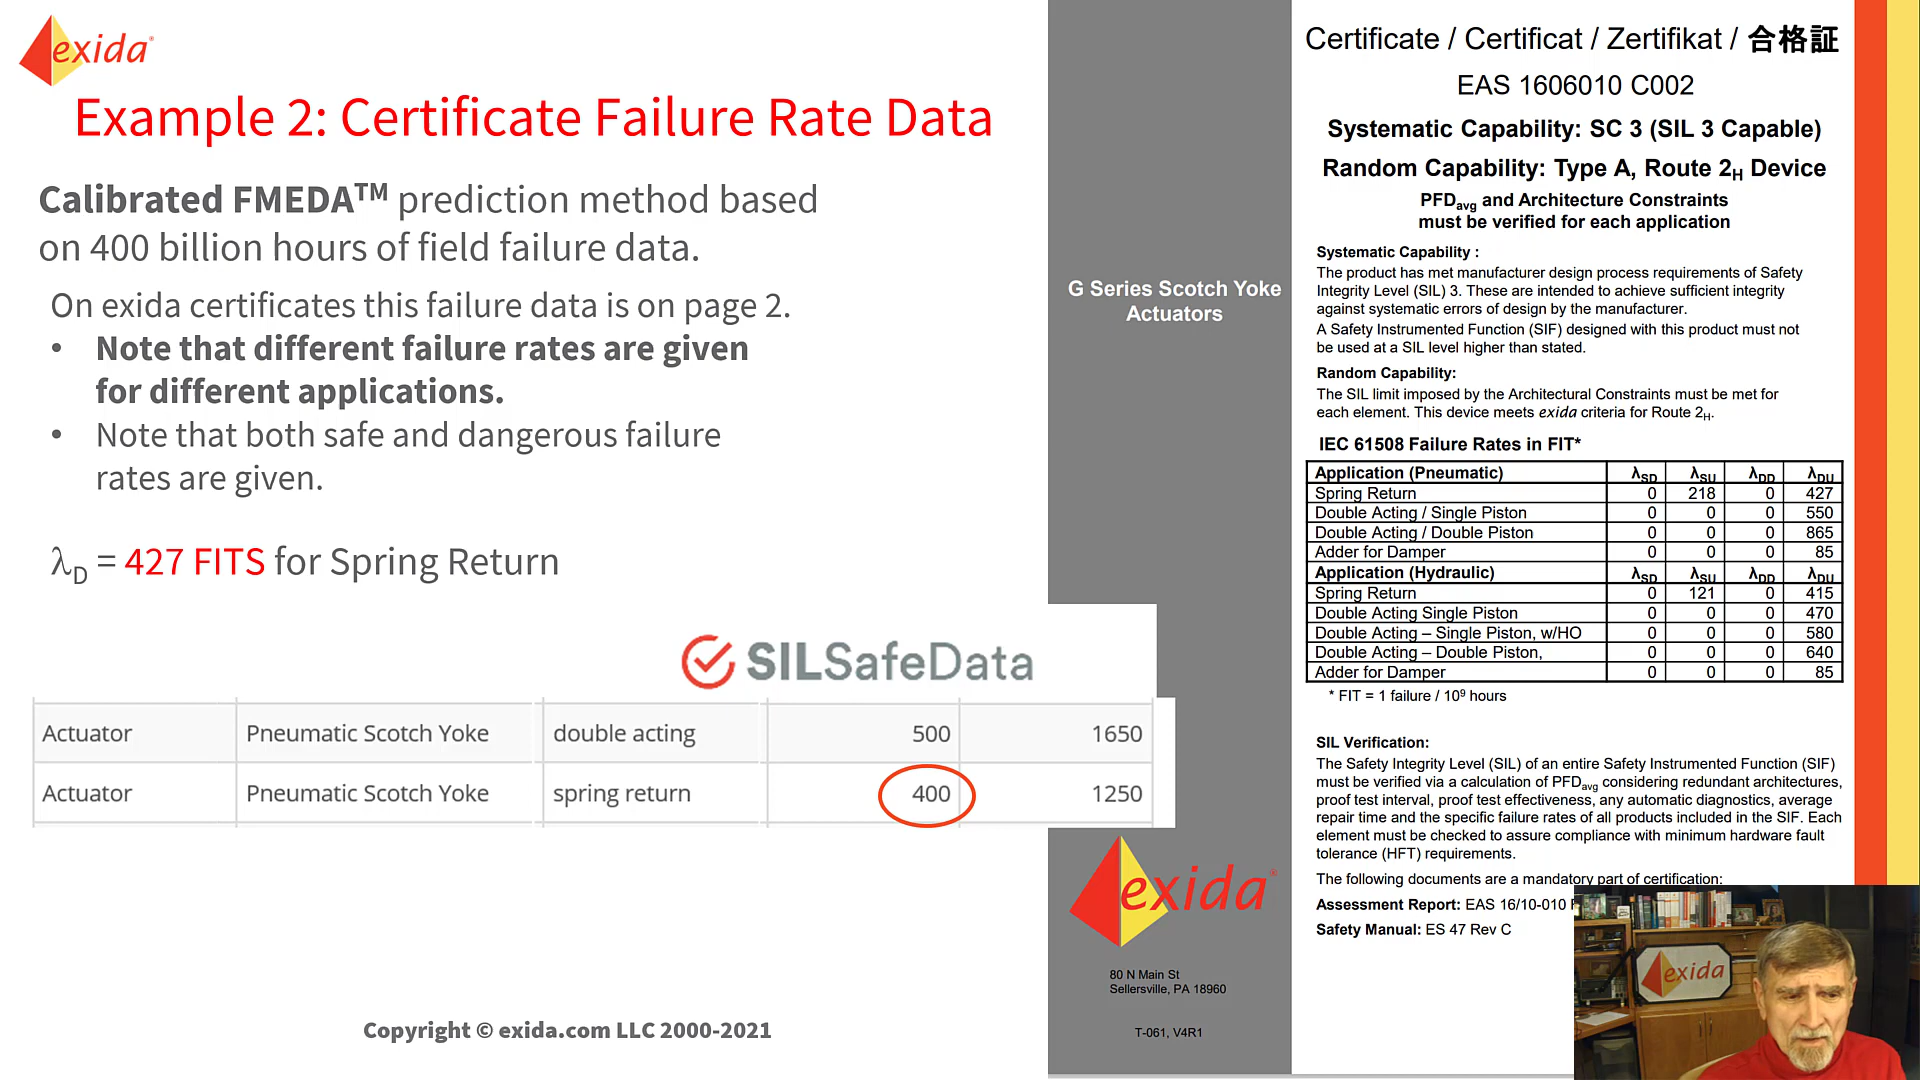 exida
Example 2: Certificate Failure Rate Data
Calibrated FMEDA™ prediction method based
on 400 billion hours of field failure data.
On exida certificates this failure data is on page 2.
• Note that different failure rates are given
for different applications.
• Note that both safe and dangerous failure
rates are given.
λD = 427 FITS for Spring Return
SILSafeData
Actuator Pneumatic Scotch Yoke double acting 500 1650
Actuator Pneumatic Scotch Yoke spring return 400 1250
Copyright © exida.com LLC 2000-2021
G Series Scotch Yoke
Actuators
exida
80 N Main St
Sellersville, PA 18960
T-061, V4R1
Certificate / Certificat / Zertifikat / 合格証
EAS 1606010 C002
Systematic Capability: SC 3 (SIL 3 Capable)
Random Capability: Type A, Route 2H Device
PFDavg and Architecture Constraints
must be verified for each application
Systematic Capability :
The product has met manufacturer design process requirements of Safety
Integrity Level (SIL) 3. These are intended to achieve sufficient integrity
against systematic errors of design by the manufacturer.
A Safety Instrumented Function (SIF) designed with this product must not
be used at a SIL level higher than stated.
Random Capability:
The SIL limit imposed by the Architectural Constraints must be met for
each element. This device meets exida criteria for Route 2H.
IEC 61508 Failure Rates in FIT*
Application (Pneumatic) λSD λSU λDD λDU
Spring Return 0 218 0 427
Double Acting / Single Piston 0 0 0 550
Double Acting / Double Piston 0 0 0 865
Adder for Damper 0 0 0 85
Application (Hydraulic) λSD λSU λDD λDU
Spring Return 0 121 0 415
Double Acting Single Piston 0 0 0 470
Double Acting – Single Piston, w/HO 0 0 0 580
Double Acting – Double Piston, 0 0 0 640
Adder for Damper 0 0 0 85
* FIT = 1 failure / 10⁹ hours
SIL Verification:
The Safety Integrity Level (SIL) of an entire Safety Instrumented Function (SIF)
must be verified via a calculation of PFDavg considering redundant architectures,
proof test interval, proof test effectiveness, any automatic diagnostics, average
repair time and the specific failure rates of all products included in the SIF. Each
element must be checked to assure compliance with minimum hardware fault
tolerance (HFT) requirements.
The following documents are a mandatory part of certification:
Assessment Report: EAS 16/10-010
Safety Manual: ES 47 Rev C
exida